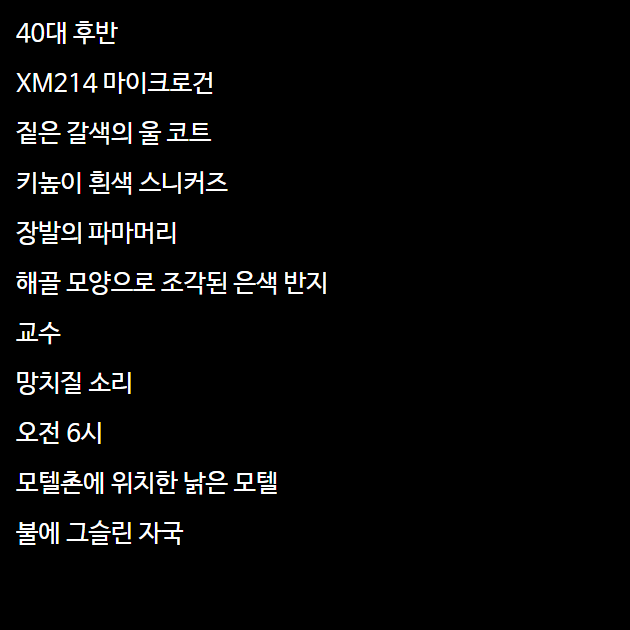 40대 후반
XM214 마이크로건
짙은 갈색의 울 코트
키높이 흰색 스니커즈
장발의 파마머리
해골 모양으로 조각된 은색 반지
교수
망치질 소리
오전 6시
모텔촌에 위치한 낡은 모텔
불에 그슬린 자국